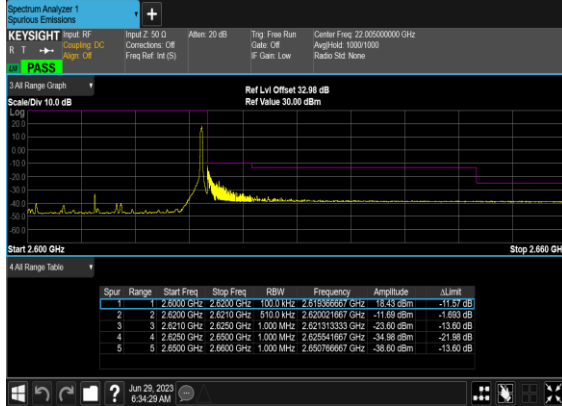 Spectrum Analyzer 1
Spurious Emissions
+
KEYSIGHT Input: RF Input Z: 50 Ω Atten: 20 dB Trig: Free Run Center Freq: 22.005000000 GHz
R T Coupling: DC Corrections: Off Gate: Off Avg|Hold: 1000/1000
Align: Off Freq Ref: Int (S) IF Gain: Low Radio Std: None
PASS
3 All Range Graph Ref Lvl Offset 32.98 dB
Scale/Div 10.0 dB Ref Value 30.00 dBm
Log
20.0
10.0
0.00
-10.0
-20.0
-30.0
-40.0
-50.0
-60.0
Start 2.600 GHz Stop 2.660 GH
4 All Range Table
Spur Range Start Freq Stop Freq RBW Frequency Amplitude ΔLimit
1 1 2.6000 GHz 2.6200 GHz 100.0 kHz 2.619366667 GHz 18.43 dBm -11.57 dB
2 2 2.6200 GHz 2.6210 GHz 510.0 kHz 2.620021667 GHz -11.69 dBm -1.693 dB
3 3 2.6210 GHz 2.6250 GHz 1.000 MHz 2.621313333 GHz -23.60 dBm -13.60 dB
4 4 2.6250 GHz 2.6500 GHz 1.000 MHz 2.625541667 GHz -34.98 dBm -21.98 dB
5 5 2.6500 GHz 2.6600 GHz 1.000 MHz 2.650766667 GHz -38.60 dBm -13.60 dB
? Jun 29, 2023
6:34:29 AM